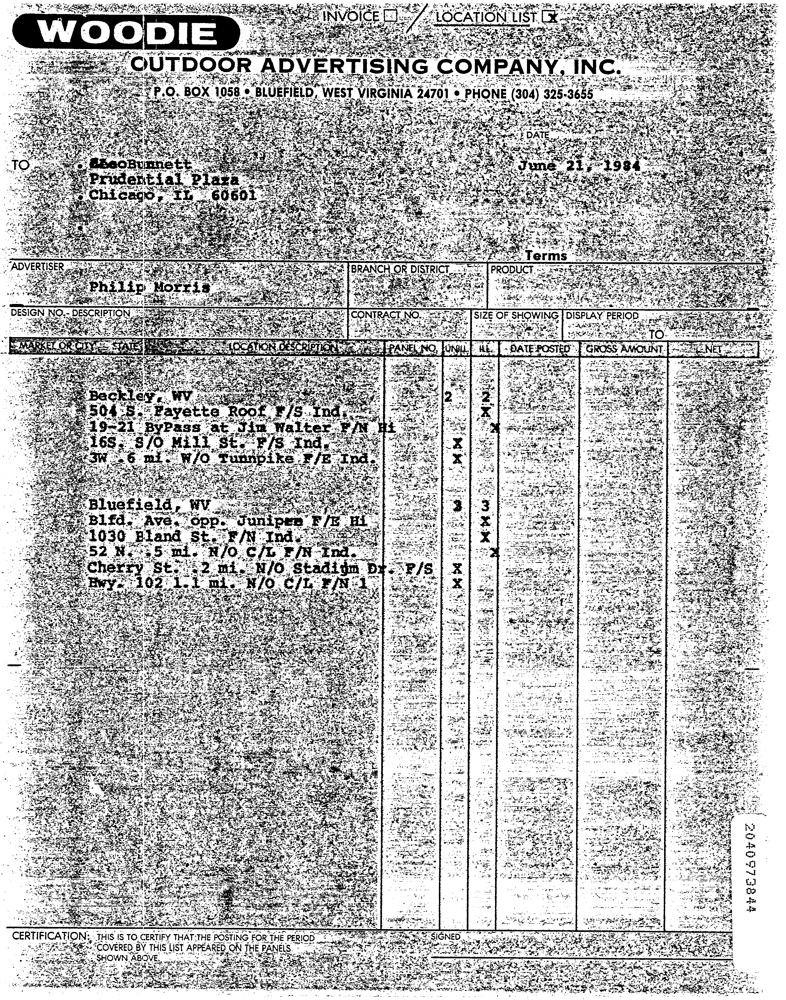 INVOICE ☐ / LOCATION LIST ☒
WOODIE
OUTDOOR ADVERTISING COMPANY, INC.
P.O. BOX 1058 • BLUEFIELD, WEST VIRGINIA 24701 • PHONE (304) 325-3655
DATE
TO Bunnett June 21, 1984
Prudential Plaza
Chicago, IL 60601
Terms
ADVERTISER BRANCH OR DISTRICT PRODUCT
Philip Morris
DESIGN NO.- DESCRIPTION CONTRACT NO. SIZE OF SHOWING DISPLAY PERIOD
TO
MARKET OR CITY - STATE LOCATION DESCRIPTION PANEL NO. UNILL. ILL. DATE POSTED GROSS AMOUNT NET
Beckley, WV 2 2
504 S. Fayette Roof F/S Ind. X
19-21 ByPass at Jim Walter F/N Hi X
16S. S/O Mill St. F/S Ind. X
3W .6 mi. W/O Tunnpike F/E Ind. X
Bluefield, WV 3
Blfd. Ave. opp. F/E Hi X
1030 Bland St. F/N Ind. X
52 N. .5 mi. N/O C/L F/N Ind. X
Cherry St. .2 mi. N/O Stadium Dr. F/S X
Hwy. 102 1.1 mi. N/O C/L F/N 1 X
2040973844
CERTIFICATION: THIS IS TO CERTIFY THAT THE POSTING FOR THE PERIOD SIGNED
COVERED BY THIS LIST APPEARED ON THE PANELS
SHOWN ABOVE.